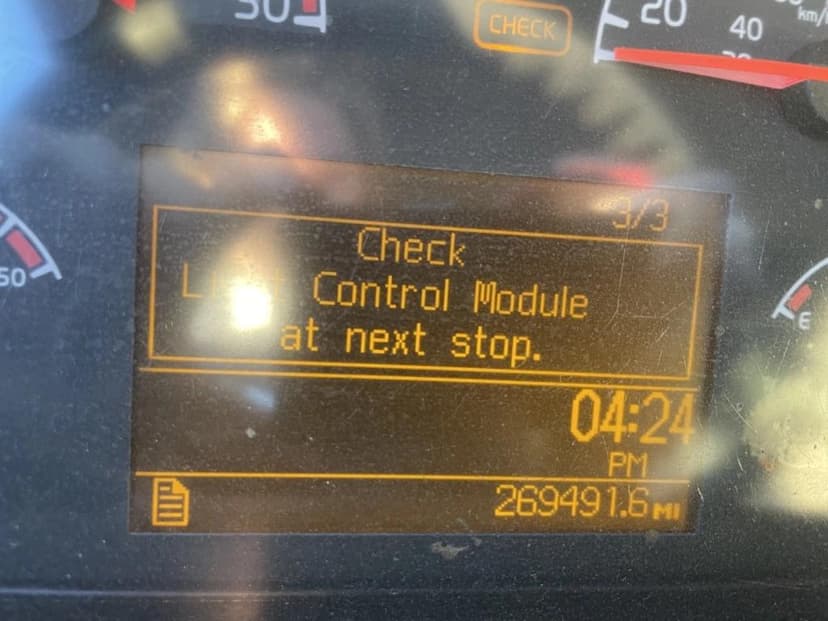 50
CHECK
20
40
km/
3/3
Check
Control Module
at next stop.
50
E
04:24
PM
269491.6 MI